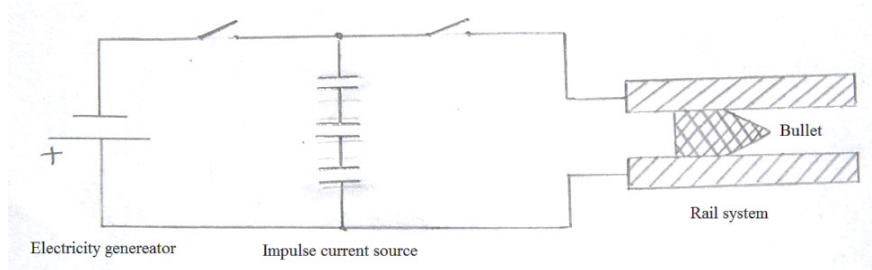 +
Bullet
Rail system
Electricity genereator
Impulse current source